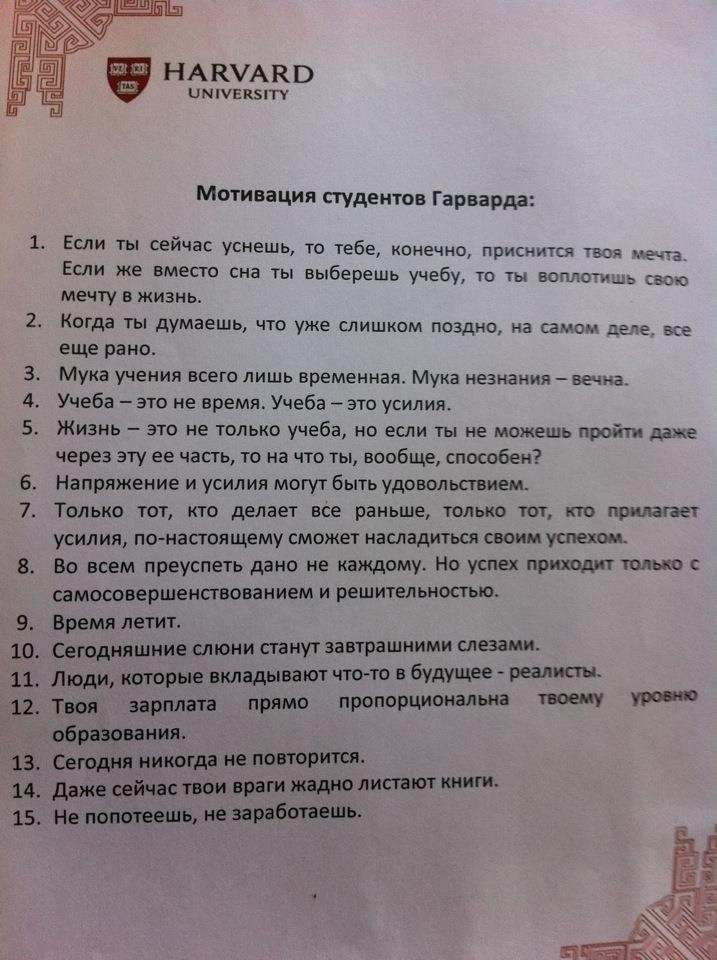 VE RI TAS
HARVARD
UNIVERSITY
Мотивация студентов Гарварда:
1. Если ты сейчас уснешь, то тебе, конечно, приснится твоя мечта.
Если же вместо сна ты выберешь учебу, то ты воплотишь свою
мечту в жизнь.
2. Когда ты думаешь, что уже слишком поздно, на самом деле, все
еще рано.
3. Мука учения всего лишь временная. Мука незнания – вечна.
4. Учеба – это не время. Учеба – это усилия.
5. Жизнь – это не только учеба, но если ты не можешь пройти даже
через эту ее часть, то на что ты, вообще, способен?
6. Напряжение и усилия могут быть удовольствием.
7. Только тот, кто делает все раньше, только тот, кто прилагает
усилия, по-настоящему сможет насладиться своим успехом.
8. Во всем преуспеть дано не каждому. Но успех приходит только с
самосовершенствованием и решительностью.
9. Время летит.
10. Сегодняшние слюни станут завтрашними слезами.
11. Люди, которые вкладывают что-то в будущее - реалисты.
12. Твоя зарплата прямо пропорциональна твоему уровню
образования.
13. Сегодня никогда не повторится.
14. Даже сейчас твои враги жадно листают книги.
15. Не попотеешь, не заработаешь.